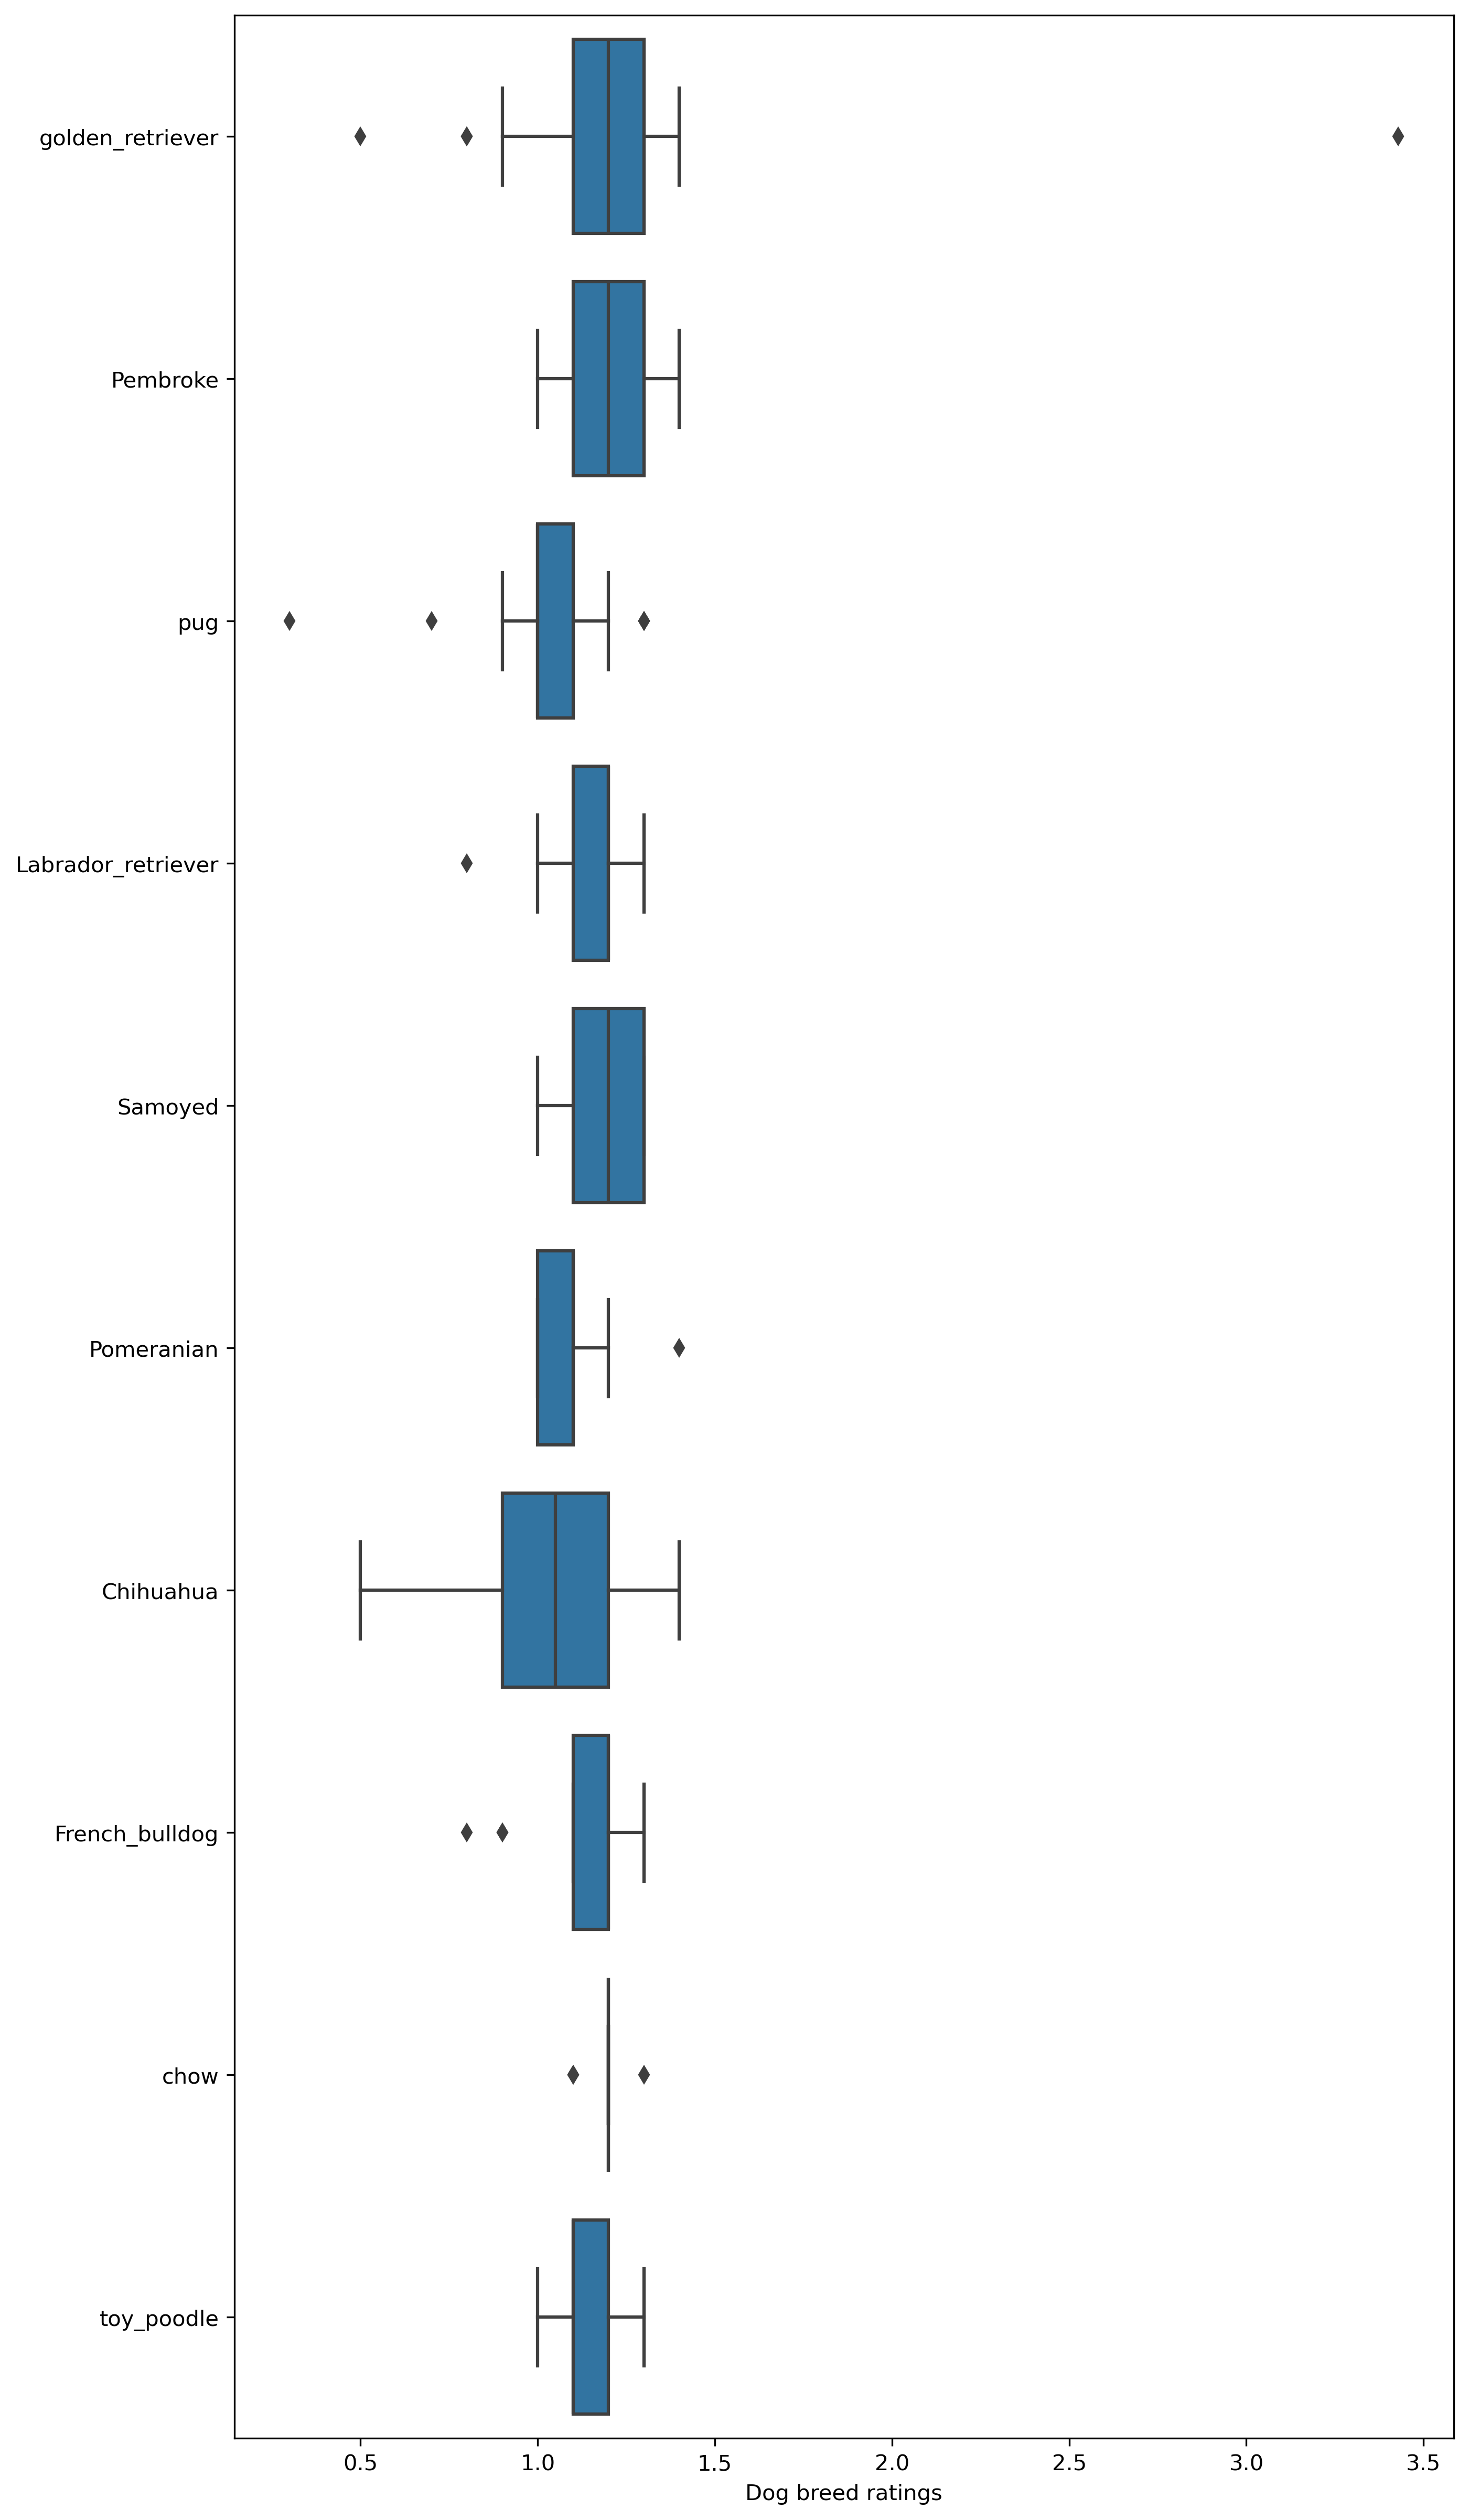 golden_retriever
Pembroke
pug
Labrador_retriever
Samoyed
Pomeranian
Chihuahua
French_bulldog
chow
toy_poodle
0.5 1.0 1.5 2.0 2.5 3.0 3.5
Dog breed ratings